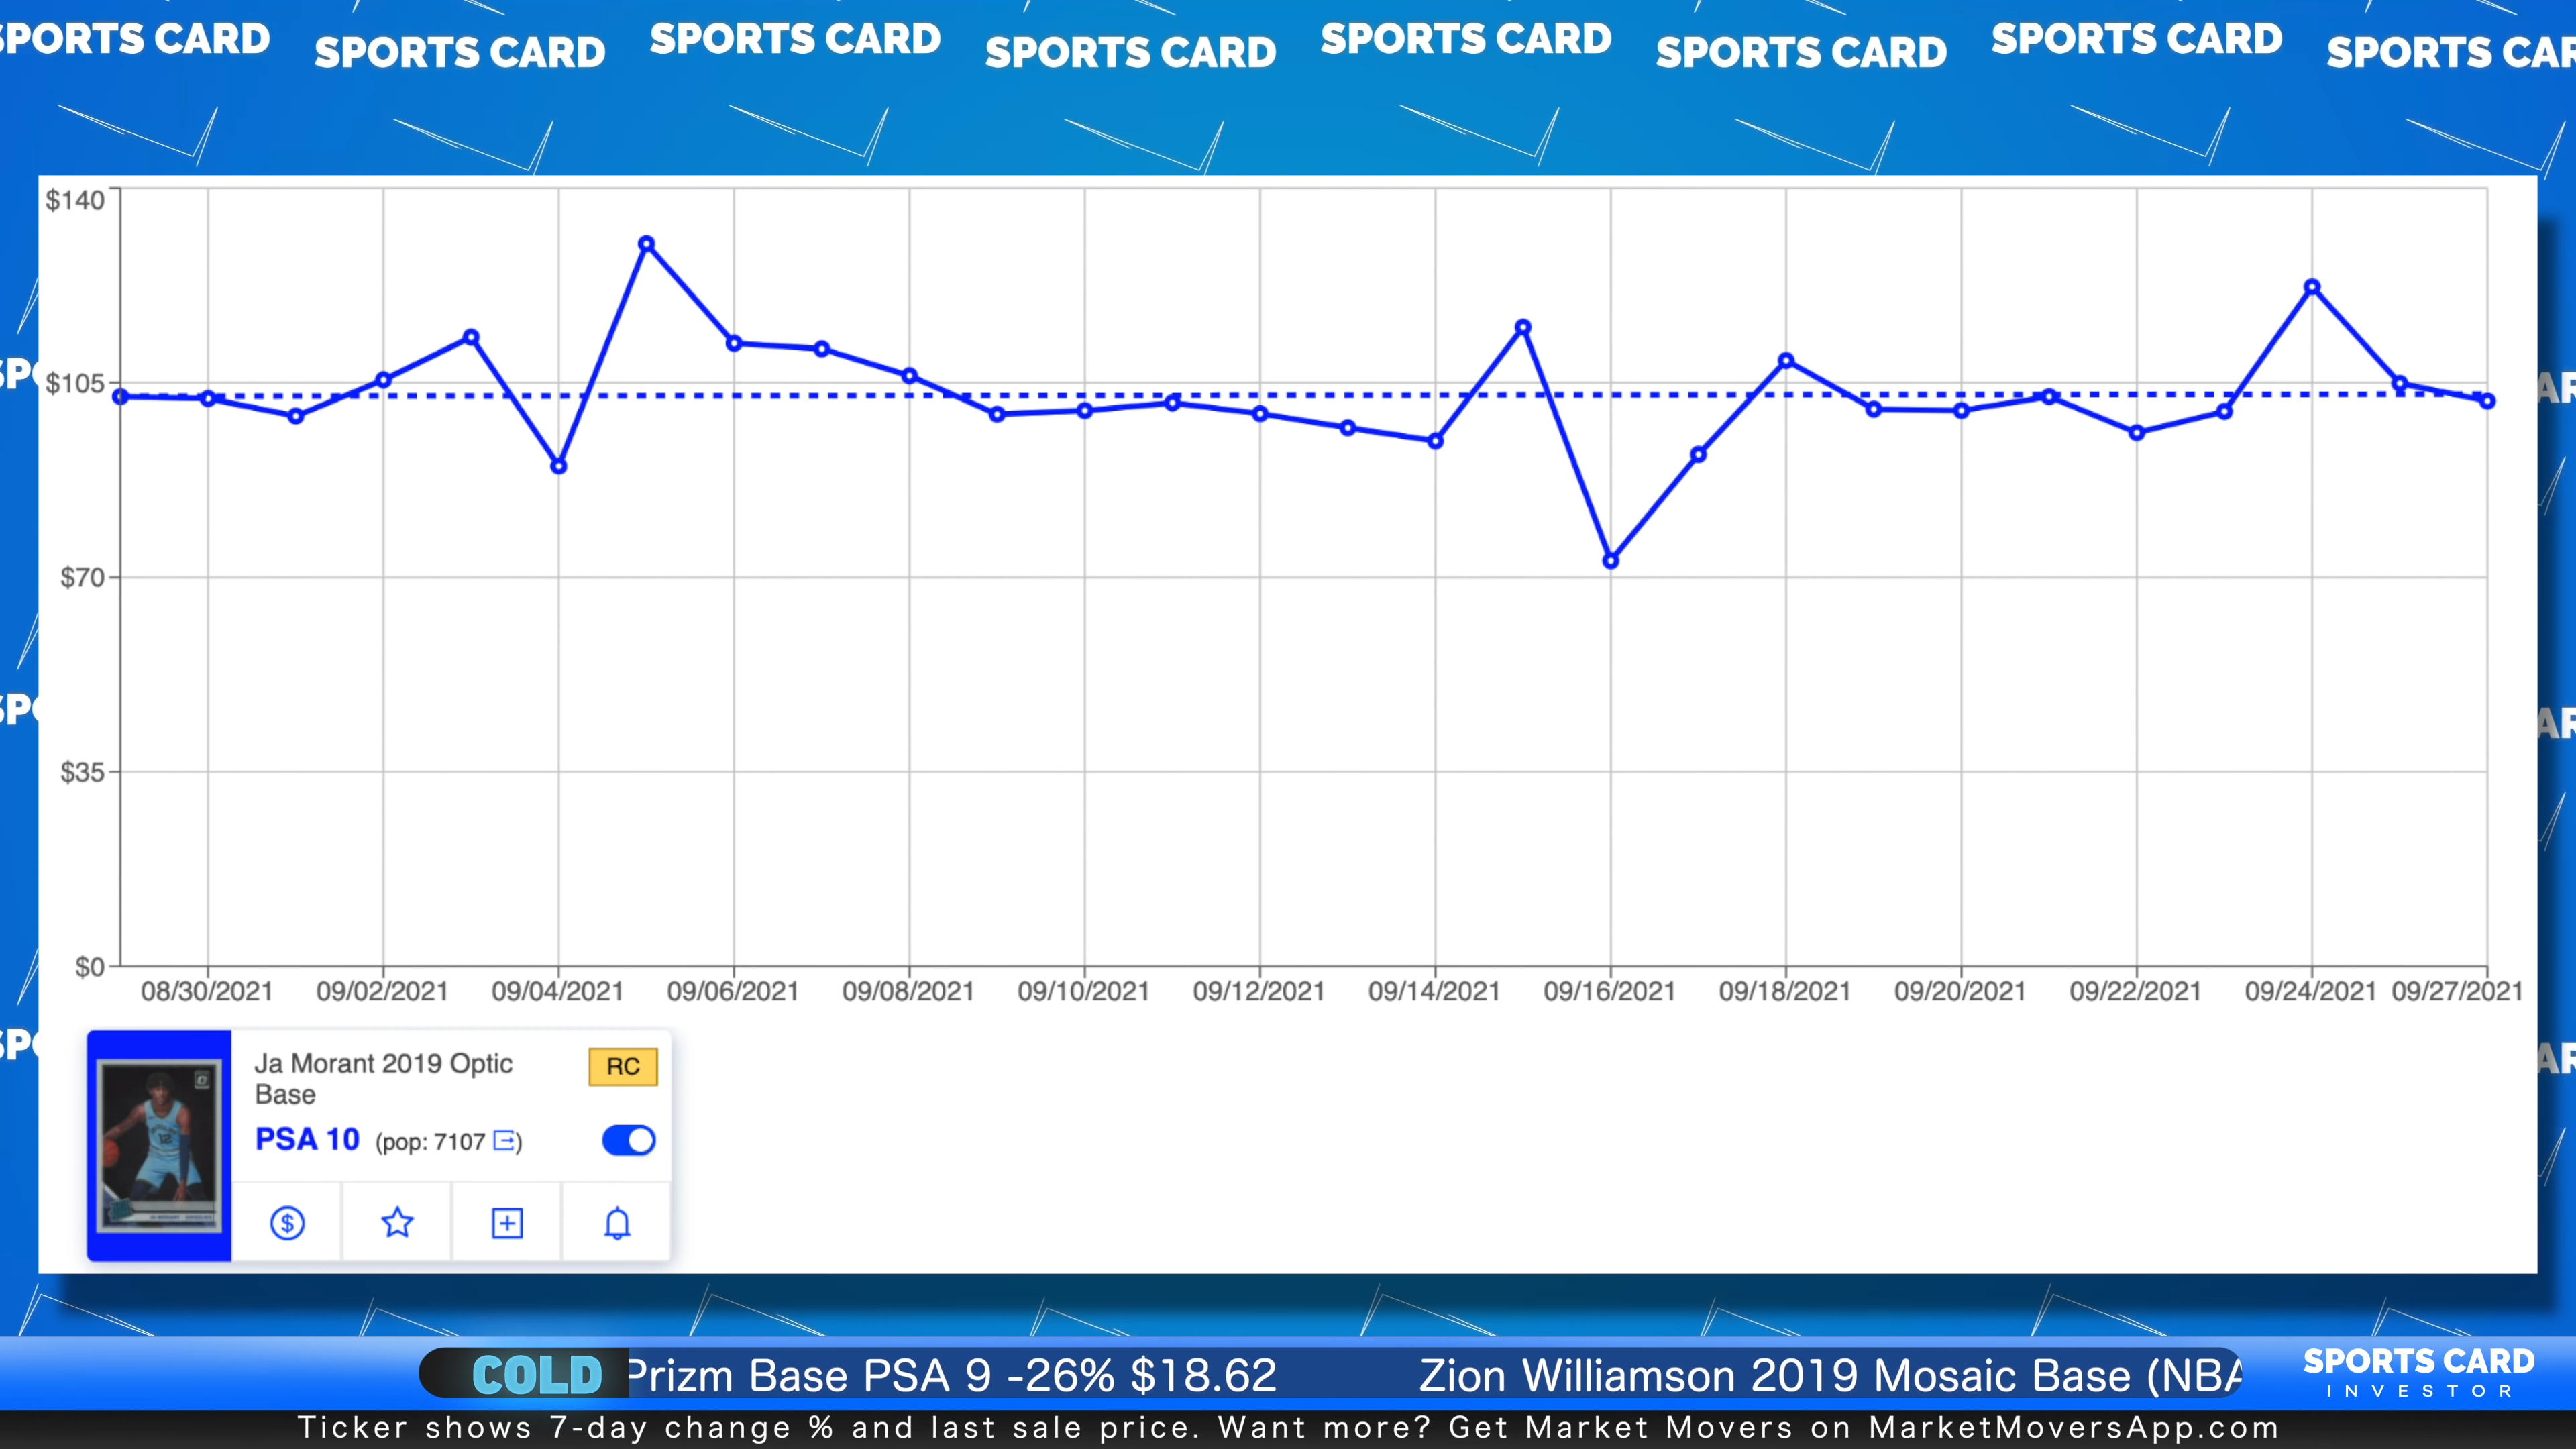 SPORTS CARD SPORTS CARD SPORTS CARD SPORTS CARD
SPORTS CARD SPORTS CARD SPORTS CARD SPORTS CAR
$140
$105
$70
$35
$0
08/30/2021 09/02/2021 09/04/2021 09/06/2021 09/08/2021 09/10/2021 09/12/2021 09/14/2021 09/16/2021 09/18/2021 09/20/2021 09/22/2021 09/24/2021 09/27/2021
Ja Morant 2019 Optic
Base
RC
PSA 10 (pop: 7107)
COLD Prizm Base PSA 9 -26% $18.62 Zion Williamson 2019 Mosaic Base (NBA
SPORTS CARD
INVESTOR
Ticker shows 7-day change % and last sale price. Want more? Get Market Movers on MarketMoversApp.com